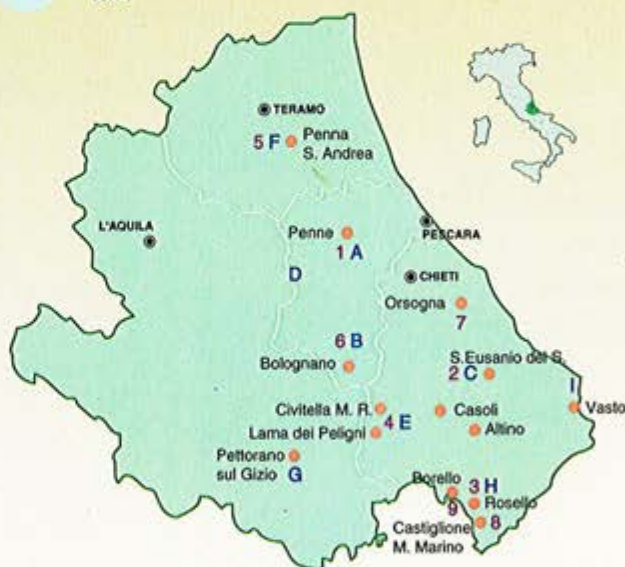 TERAMO
5 F
Penna
S. Andrea
L'AQUILA
Penne
1 A
PESCARA
D
CHIETI
Orsogna
7
6 B
Bolognano
S.Eusanio del S.
2 C
I
Vasto
Civitella M. R.
4 E
Casoli
Lama dei Peligni
Altino
Pettorano
sul Gizio
G
Borello
3 H
Rosello
9
8
Castiglione
M. Marino